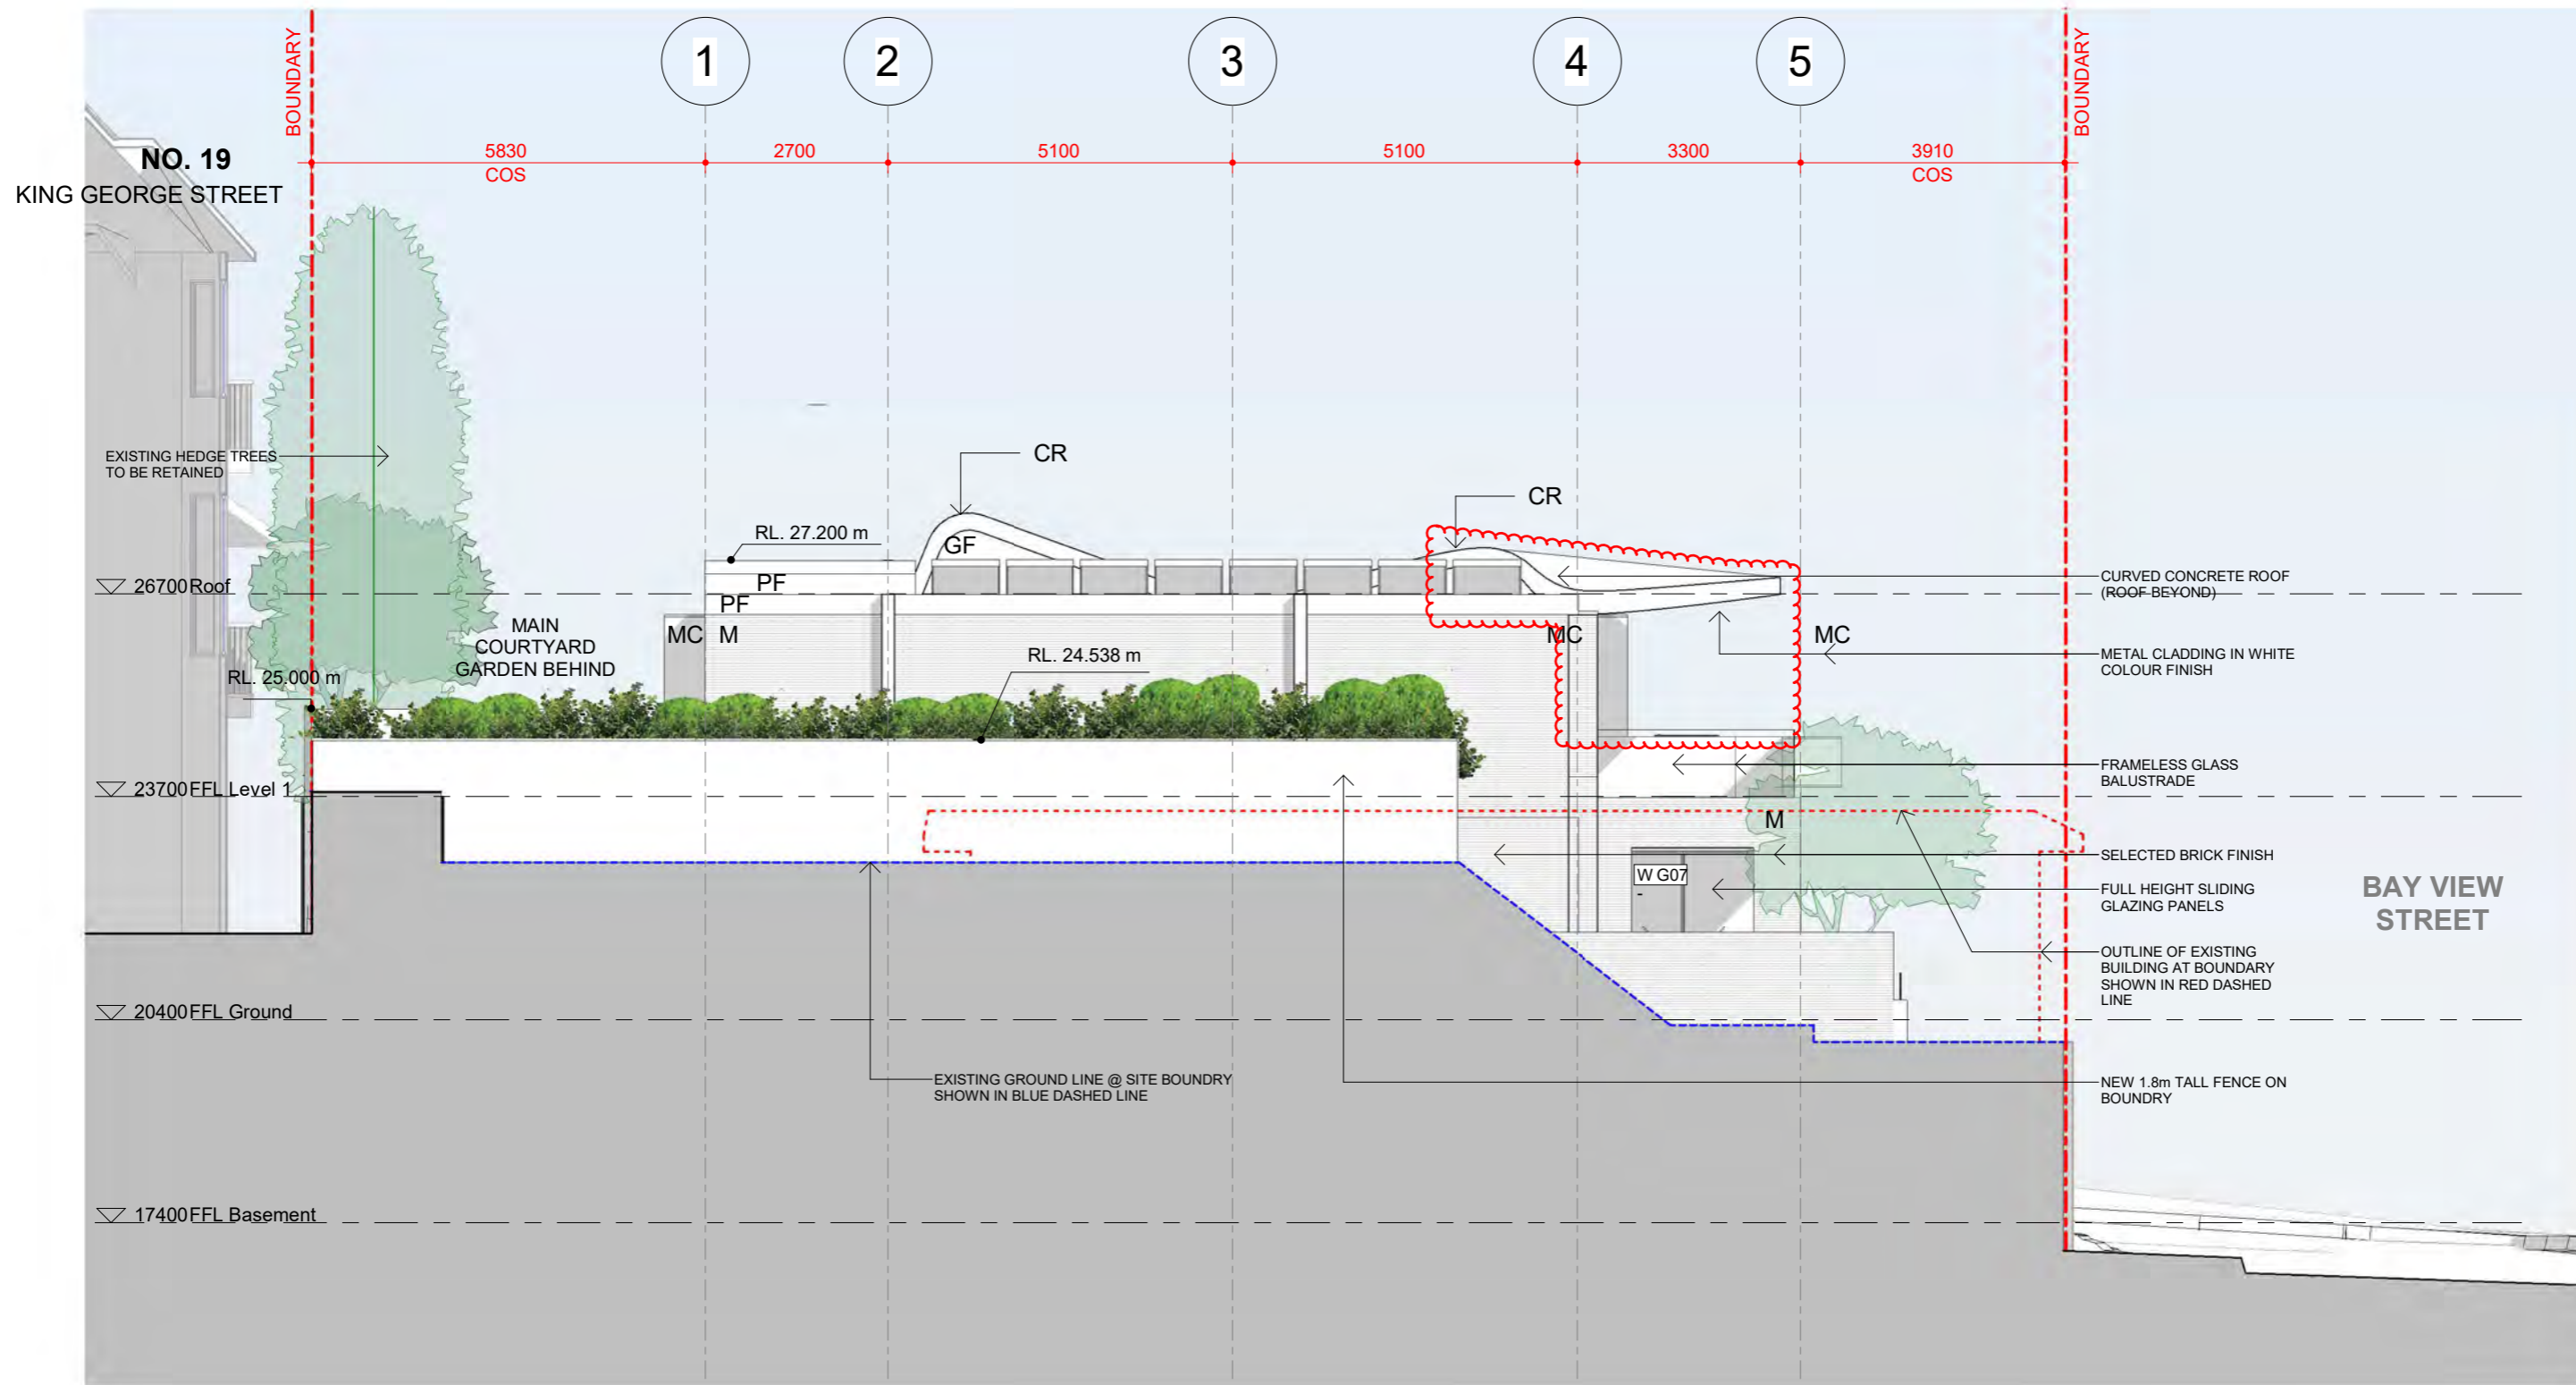 BOUNDARY
1
2
3
4
5
BOUNDARY
NO. 19
KING GEORGE STREET
5830
COS
2700
5100
5100
3300
3910
COS
EXISTING HEDGE TREES
TO BE RETAINED
CR
CR
RL. 27.200 m
GF
PF
PF
26700 Roof
CURVED CONCRETE ROOF
(ROOF BEYOND)
MC
M
MC
MC
MAIN
COURTYARD
GARDEN BEHIND
RL. 24.538 m
METAL CLADDING IN WHITE
COLOUR FINISH
RL. 25.000 m
FRAMELESS GLASS
BALUSTRADE
23700 FFL Level 1
M
SELECTED BRICK FINISH
W G07
-
FULL HEIGHT SLIDING
GLAZING PANELS
BAY VIEW
STREET
OUTLINE OF EXISTING
BUILDING AT BOUNDARY
SHOWN IN RED DASHED
LINE
20400 FFL Ground
EXISTING GROUND LINE @ SITE BOUNDRY
SHOWN IN BLUE DASHED LINE
NEW 1.8m TALL FENCE ON
BOUNDRY
17400 FFL Basement